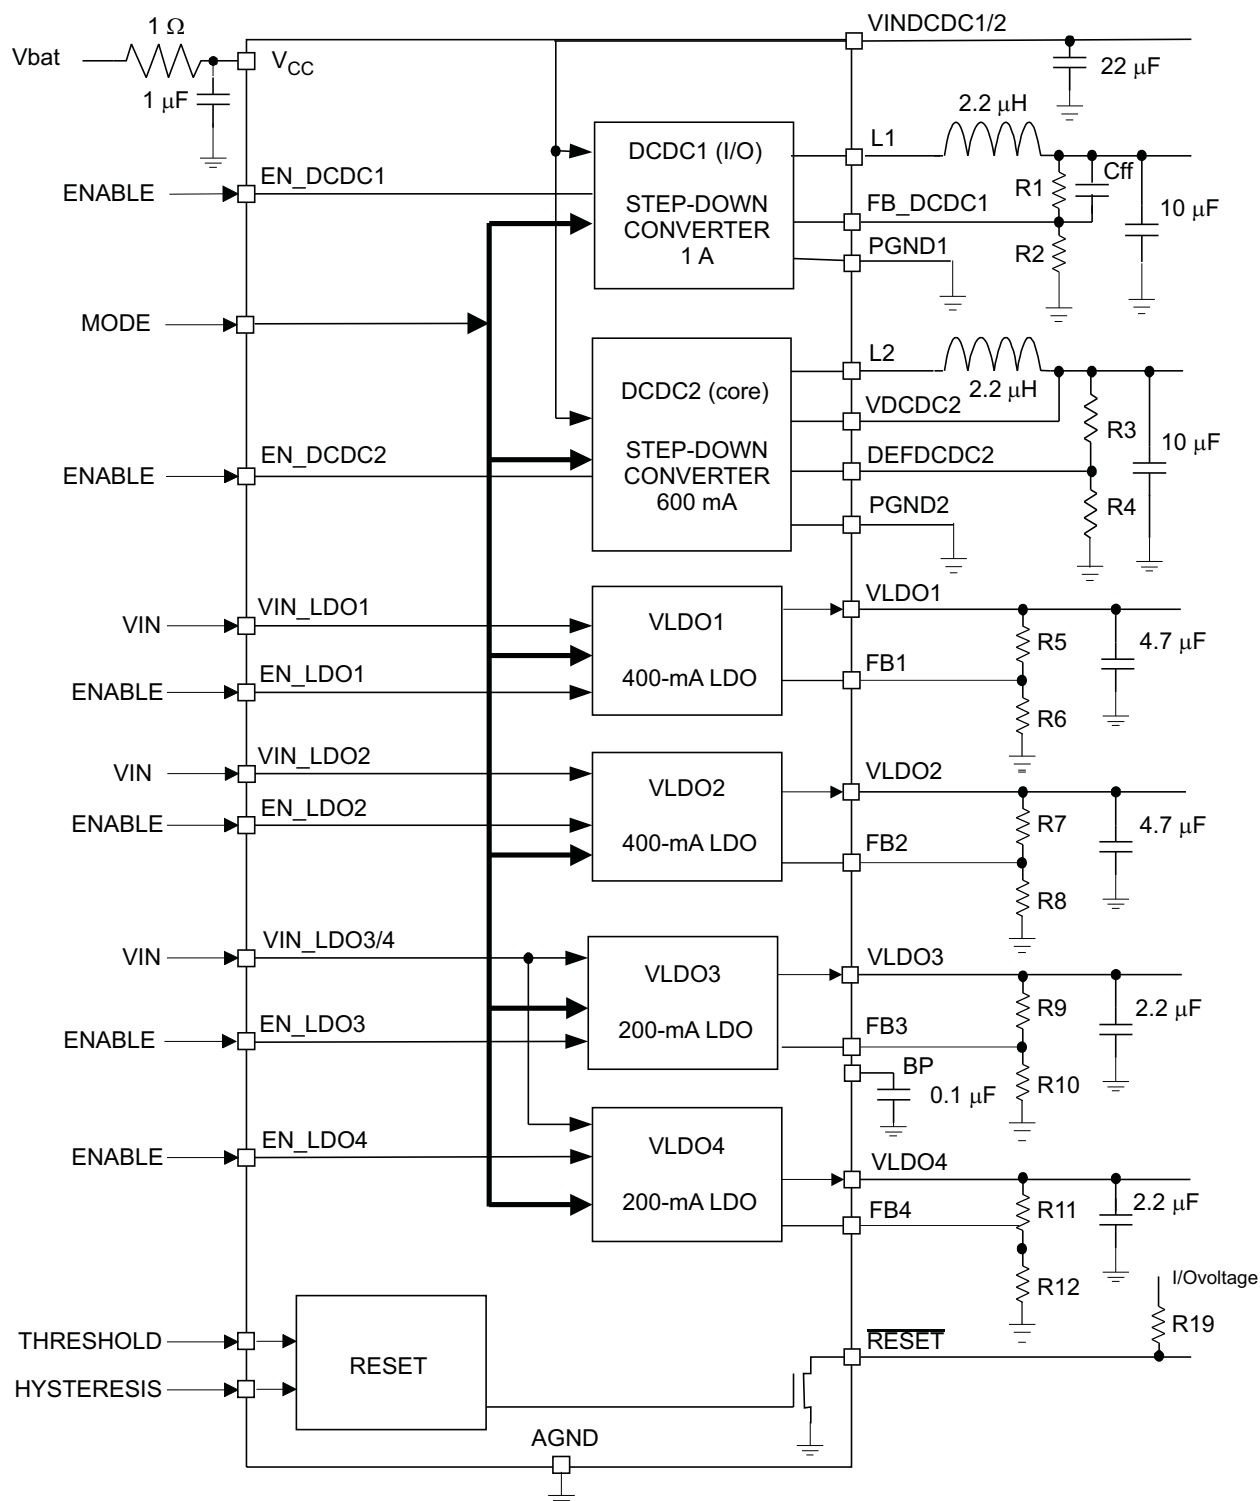 1 Ω
Vbat
VCC
1 μF
VINDCDC1/2
22 μF
2.2 μH
DCDC1 (I/O)
STEP-DOWN
CONVERTER
1 A
L1
Cff
R1
ENABLE
EN_DCDC1
FB_DCDC1
10 μF
PGND1
R2
MODE
L2
2.2 μH
DCDC2 (core)
STEP-DOWN
CONVERTER
600 mA
VDCDC2
R3
10 μF
ENABLE
EN_DCDC2
DEFDCDC2
PGND2
R4
VIN
VIN_LDO1
VLDO1
400-mA LDO
VLDO1
R5
4.7 μF
ENABLE
EN_LDO1
FB1
R6
VIN
VIN_LDO2
VLDO2
400-mA LDO
VLDO2
R7
4.7 μF
ENABLE
EN_LDO2
FB2
R8
VIN
VIN_LDO3/4
VLDO3
200-mA LDO
VLDO3
R9
2.2 μF
ENABLE
EN_LDO3
FB3
BP
0.1 μF
R10
ENABLE
EN_LDO4
VLDO4
200-mA LDO
VLDO4
R11
2.2 μF
FB4
R12
I/Ovoltage
R19
THRESHOLD
RESET
RESET
HYSTERESIS
AGND